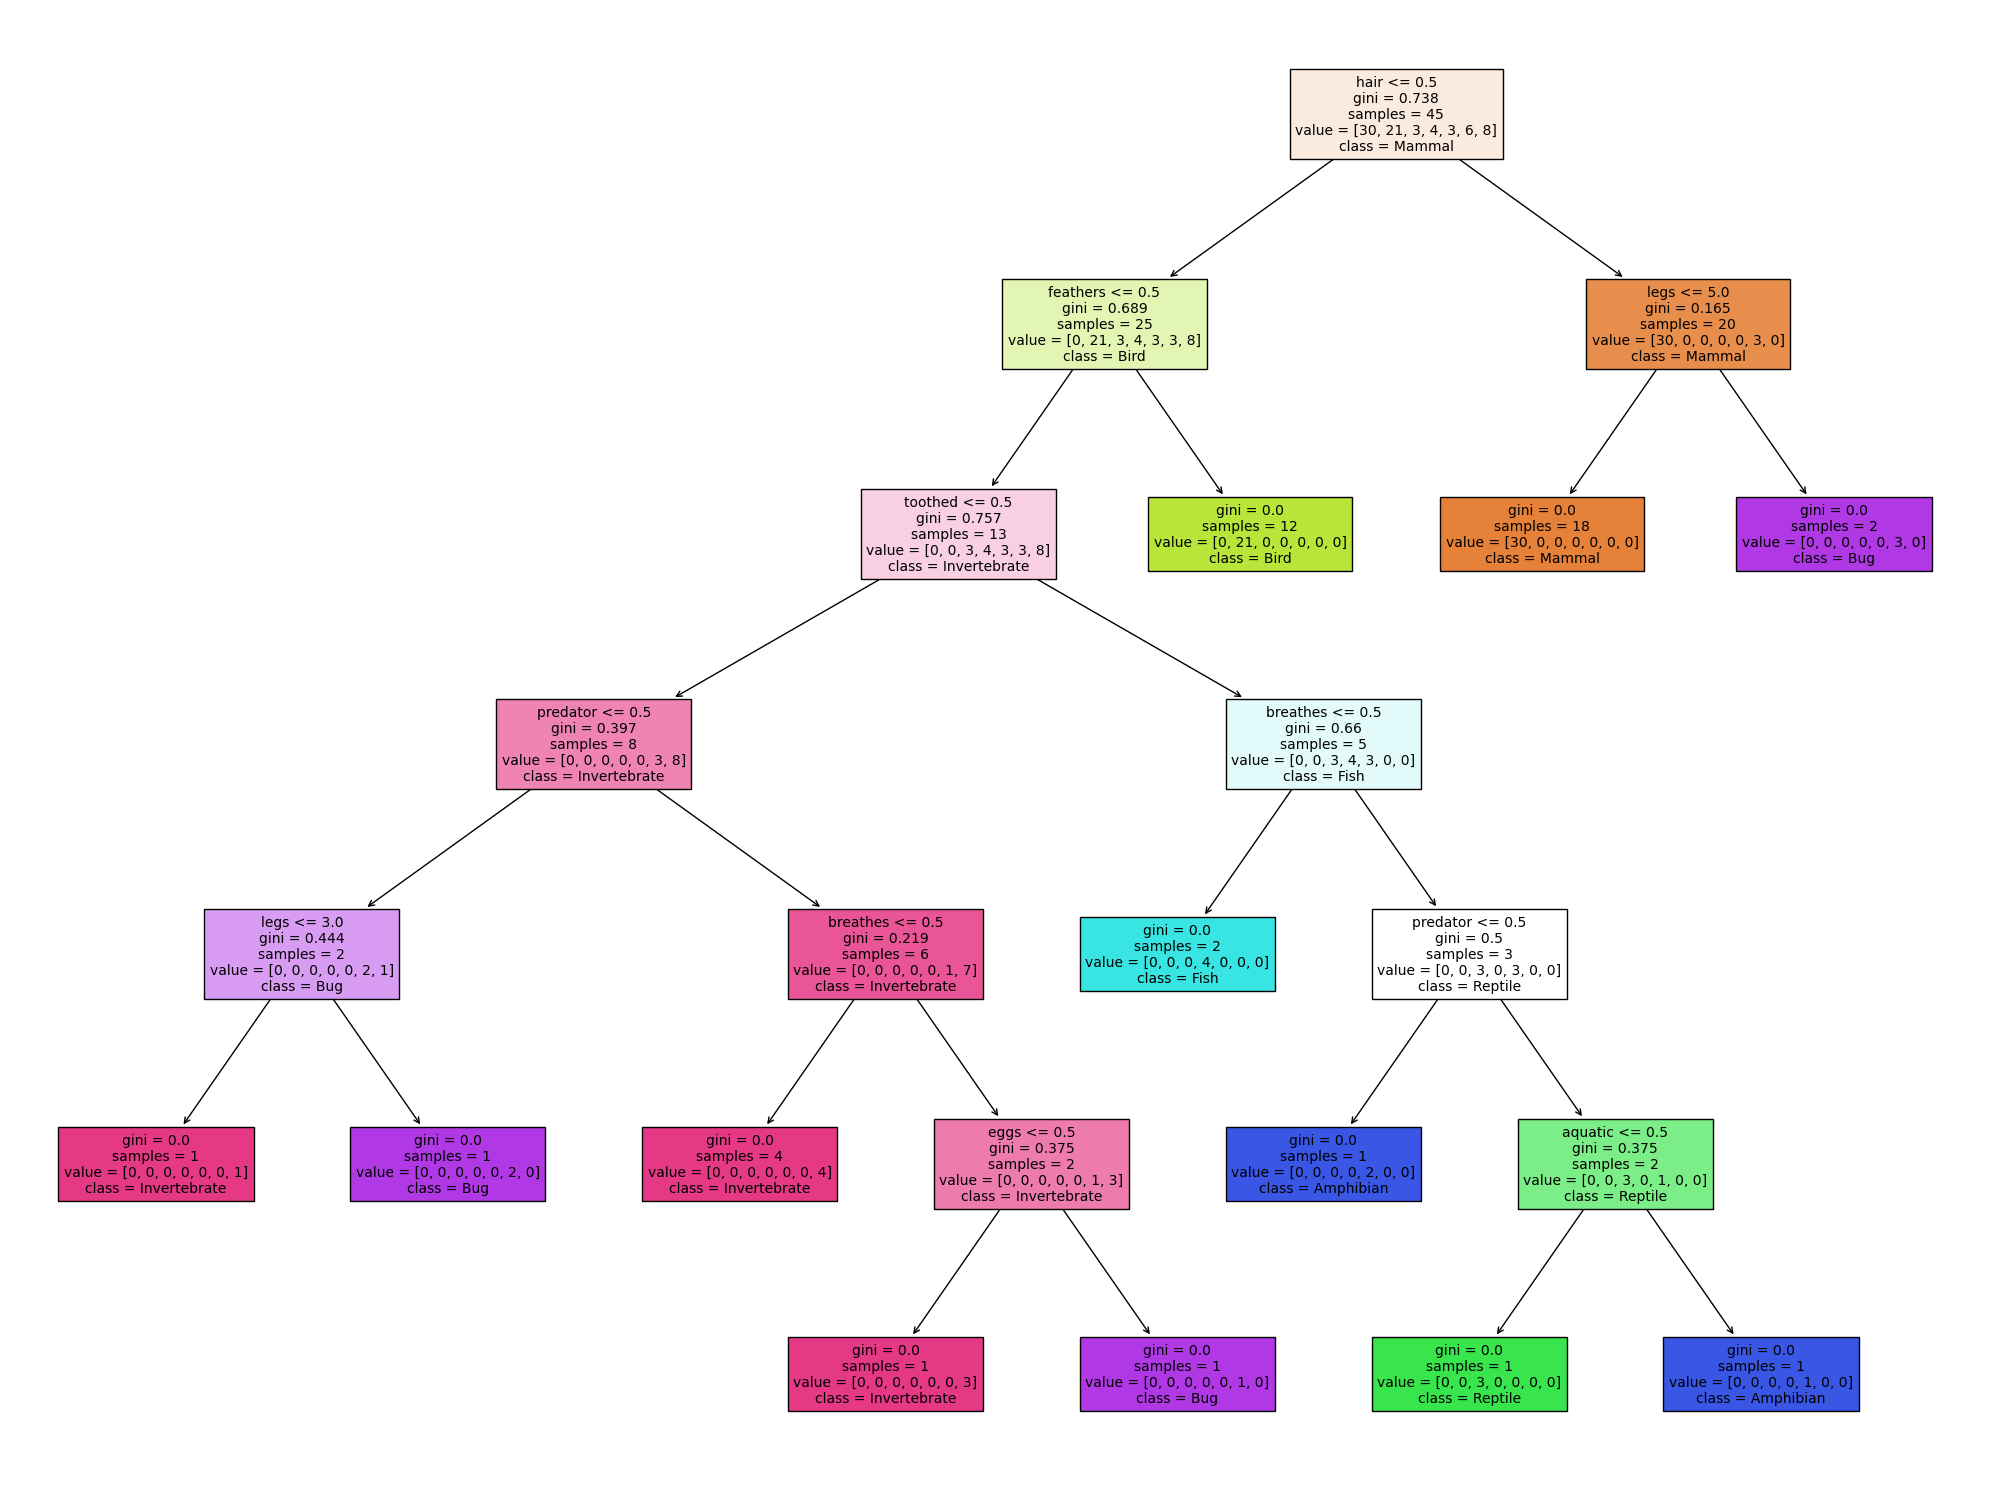 hair <= 0.5
gini = 0.738
samples = 45
value = [30, 21, 3, 4, 3, 6, 8]
class = Mammal
feathers <= 0.5
gini = 0.689
samples = 25
value = [0, 21, 3, 4, 3, 3, 8]
class = Bird
legs <= 5.0
gini = 0.165
samples = 20
value = [30, 0, 0, 0, 0, 3, 0]
class = Mammal
toothed <= 0.5
gini = 0.757
samples = 13
value = [0, 0, 3, 4, 3, 3, 8]
class = Invertebrate
gini = 0.0
samples = 12
value = [0, 21, 0, 0, 0, 0, 0]
class = Bird
gini = 0.0
samples = 18
value = [30, 0, 0, 0, 0, 0, 0]
class = Mammal
gini = 0.0
samples = 2
value = [0, 0, 0, 0, 0, 3, 0]
class = Bug
predator <= 0.5
gini = 0.397
samples = 8
value = [0, 0, 0, 0, 0, 3, 8]
class = Invertebrate
breathes <= 0.5
gini = 0.66
samples = 5
value = [0, 0, 3, 4, 3, 0, 0]
class = Fish
legs <= 3.0
gini = 0.444
samples = 2
value = [0, 0, 0, 0, 0, 2, 1]
class = Bug
breathes <= 0.5
gini = 0.219
samples = 6
value = [0, 0, 0, 0, 0, 1, 7]
class = Invertebrate
gini = 0.0
samples = 2
value = [0, 0, 0, 4, 0, 0, 0]
class = Fish
predator <= 0.5
gini = 0.5
samples = 3
value = [0, 0, 3, 0, 3, 0, 0]
class = Reptile
gini = 0.0
samples = 1
value = [0, 0, 0, 0, 0, 0, 1]
class = Invertebrate
gini = 0.0
samples = 1
value = [0, 0, 0, 0, 0, 2, 0]
class = Bug
gini = 0.0
samples = 4
value = [0, 0, 0, 0, 0, 0, 4]
class = Invertebrate
eggs <= 0.5
gini = 0.375
samples = 2
value = [0, 0, 0, 0, 0, 1, 3]
class = Invertebrate
gini = 0.0
samples = 1
value = [0, 0, 0, 0, 2, 0, 0]
class = Amphibian
aquatic <= 0.5
gini = 0.375
samples = 2
value = [0, 0, 3, 0, 1, 0, 0]
class = Reptile
gini = 0.0
samples = 1
value = [0, 0, 0, 0, 0, 0, 3]
class = Invertebrate
gini = 0.0
samples = 1
value = [0, 0, 0, 0, 0, 1, 0]
class = Bug
gini = 0.0
samples = 1
value = [0, 0, 3, 0, 0, 0, 0]
class = Reptile
gini = 0.0
samples = 1
value = [0, 0, 0, 0, 1, 0, 0]
class = Amphibian